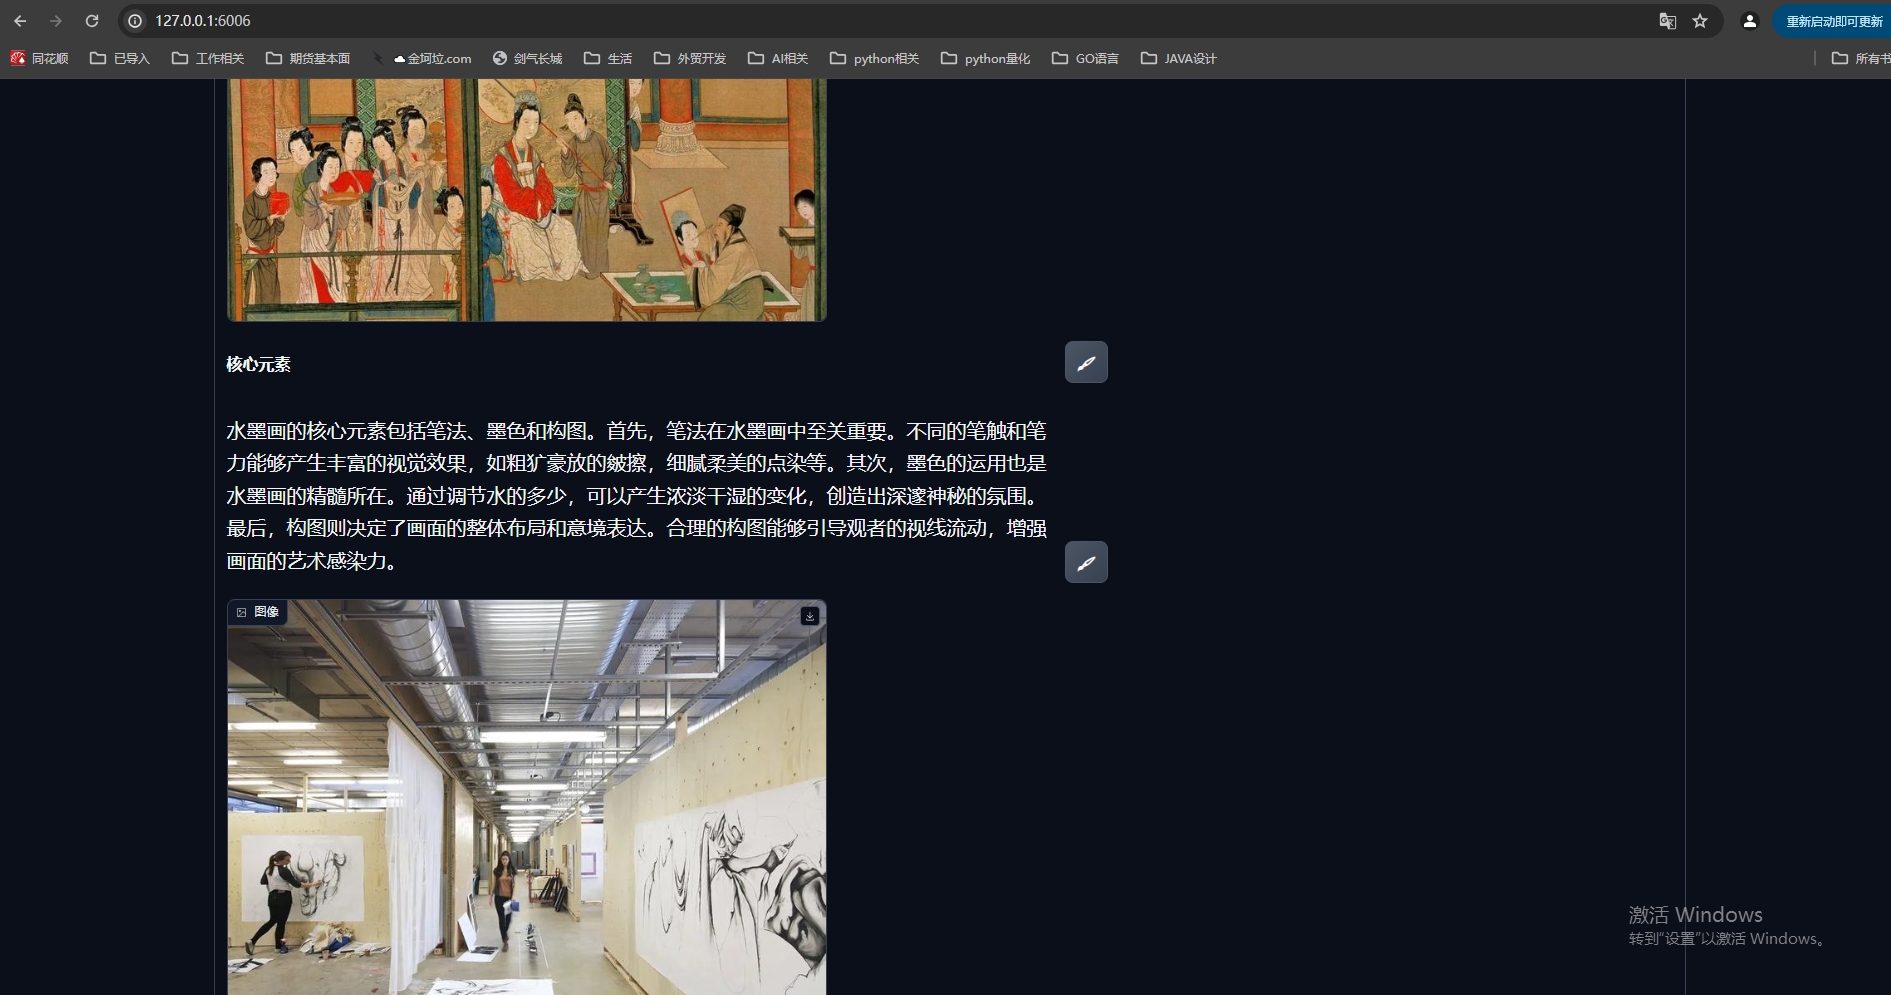 127.0.0.1:6006
重新启动即可更新
同花顺
已导入
工作相关
期货基本面
金坷垃.com
剑气长城
生活
外贸开发
AI相关
python相关
python量化
GO语言
JAVA设计
所有书
核心元素
水墨画的核心元素包括笔法、墨色和构图。首先，笔法在水墨画中至关重要。不同的笔触和笔
力能够产生丰富的视觉效果，如粗犷豪放的皴擦，细腻柔美的点染等。其次，墨色的运用也是
水墨画的精髓所在。通过调节水的多少，可以产生浓淡干湿的变化，创造出深邃神秘的氛围。
最后，构图则决定了画面的整体布局和意境表达。合理的构图能够引导观者的视线流动，增强
画面的艺术感染力。
图像
激活 Windows
转到“设置”以激活 Windows。